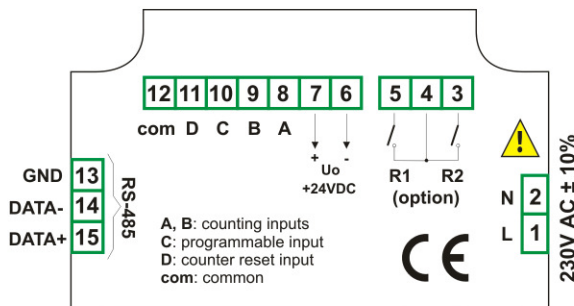 12 11 10 9 8 7 6 5 4 3
com D C B A
+ -
Uo
+24VDC
R1 R2
(option)
GND 13
DATA- 14
DATA+ 15
RS-485
A, B: counting inputs
C: programmable input
D: counter reset input
com: common
CE
!
N 2
L 1
230V AC ± 10%